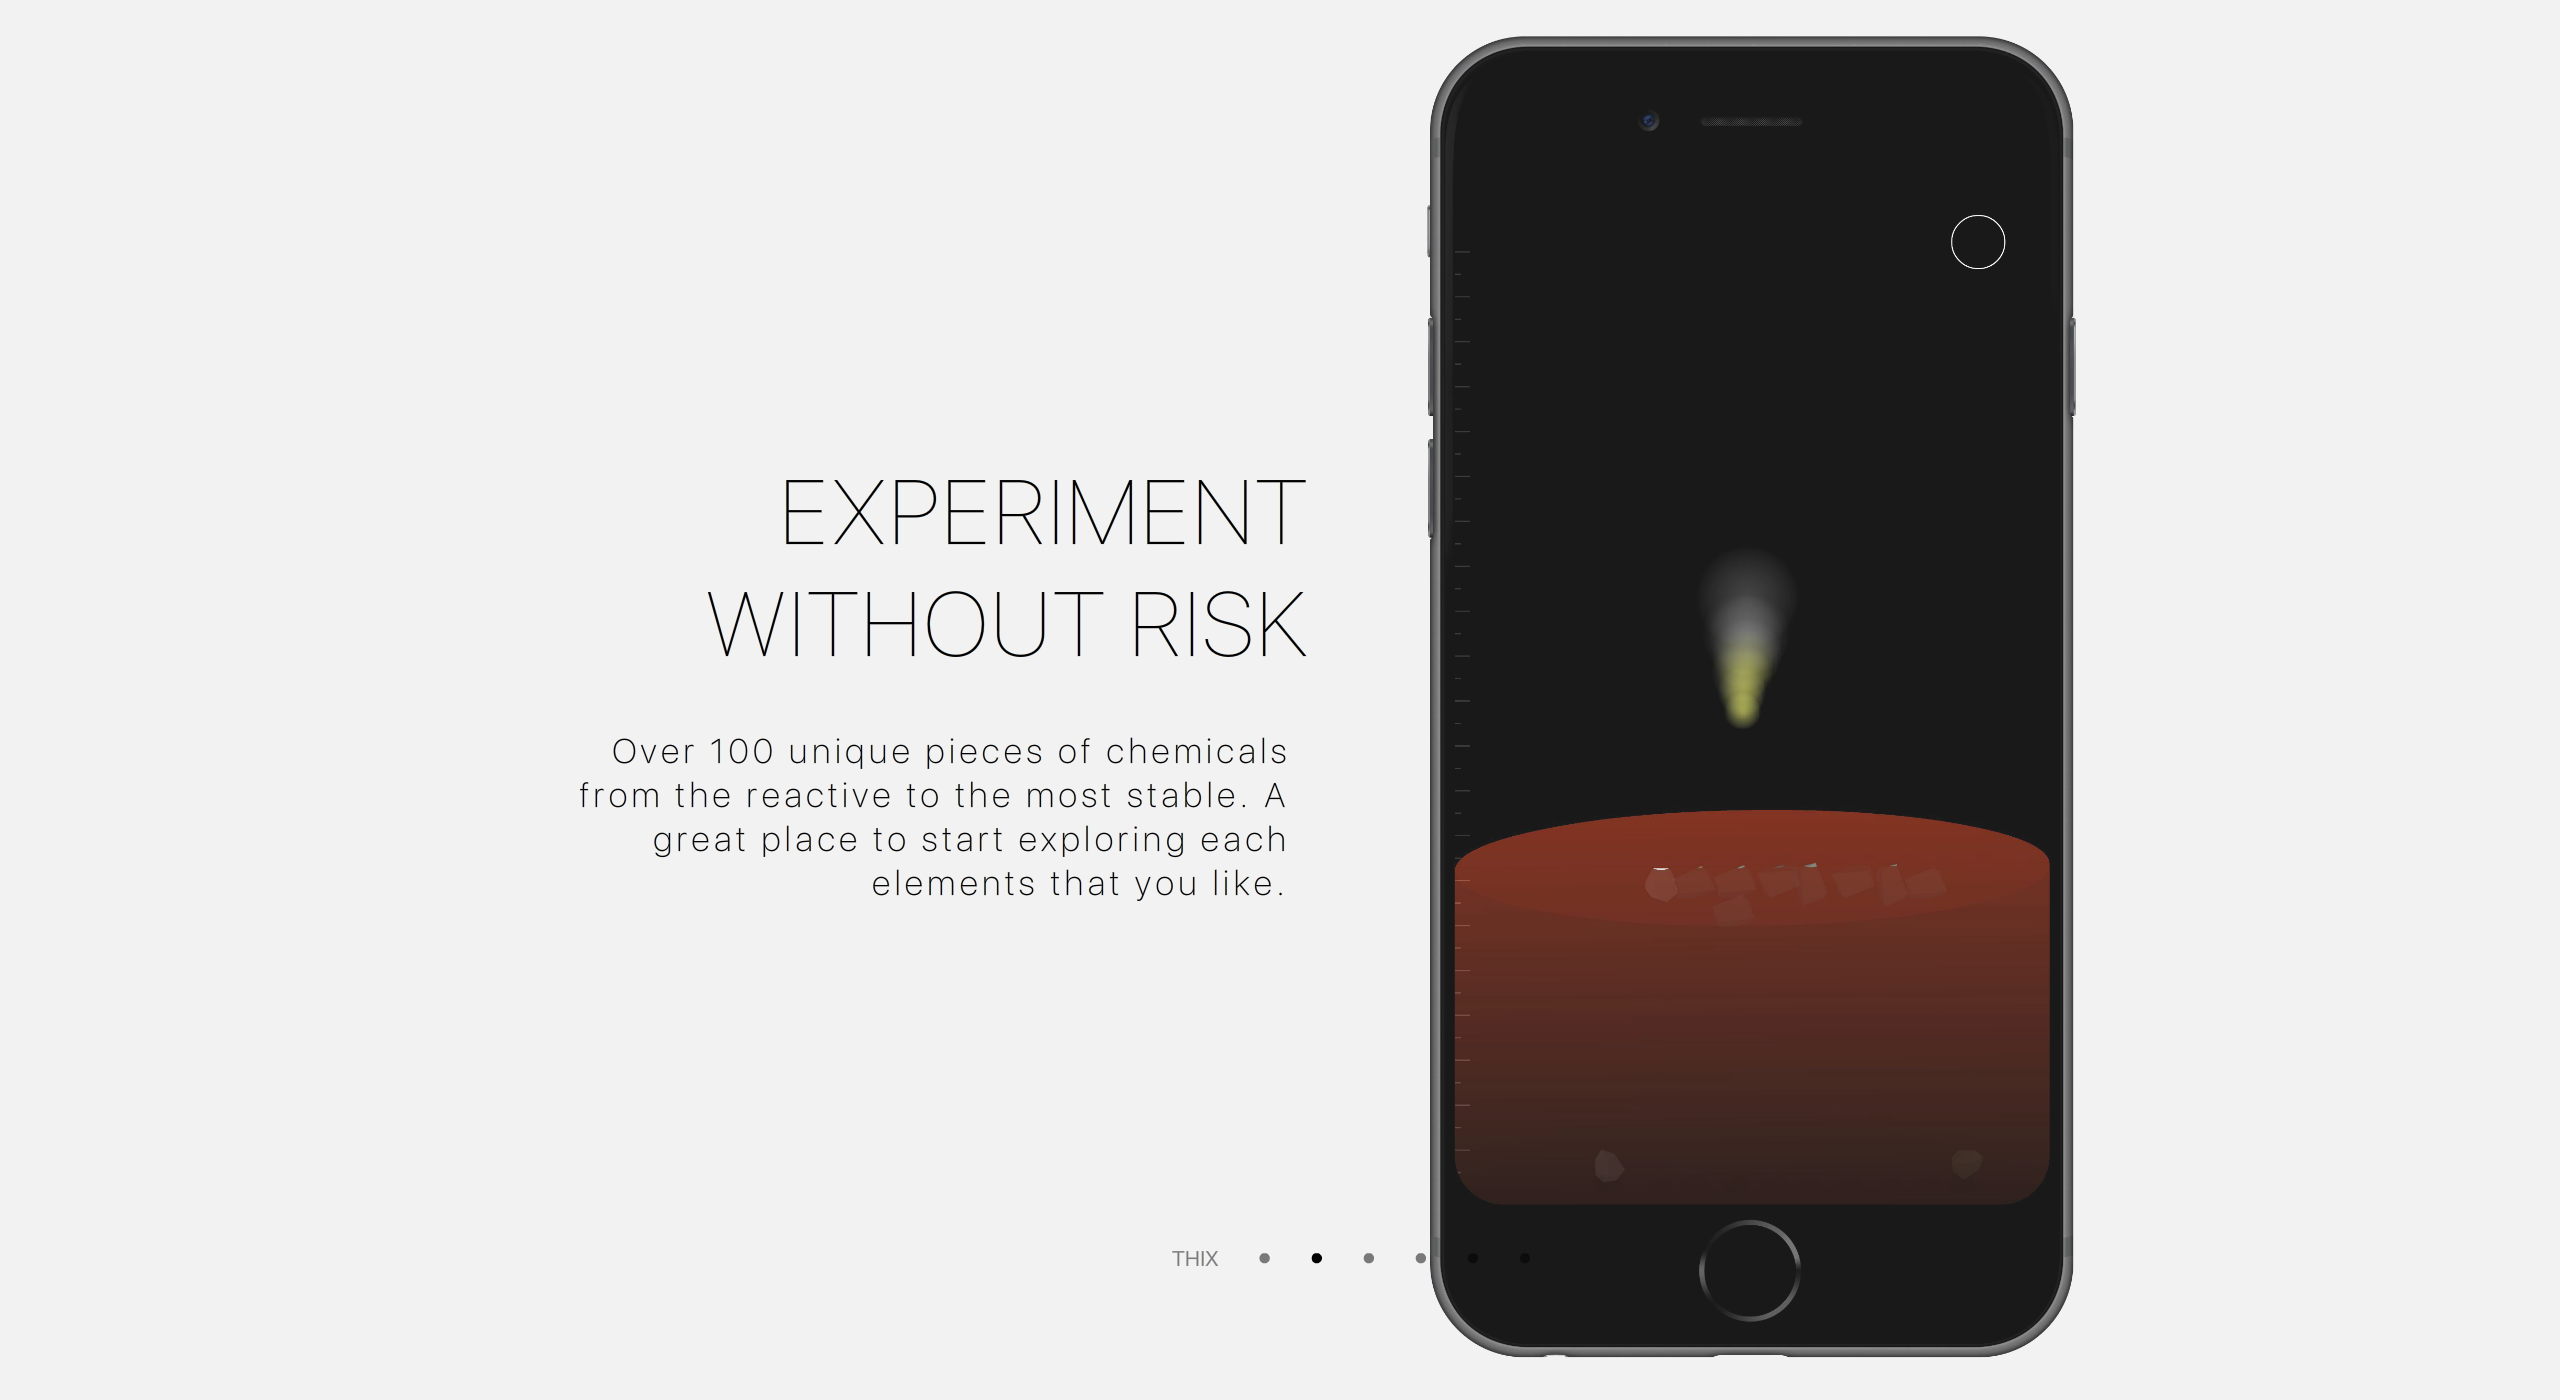 EXPERIMENT
WITHOUT RISK
Over 100 unique pieces of chemicals
from the reactive to the most stable. A
great place to start exploring each
elements that you like.
THIX